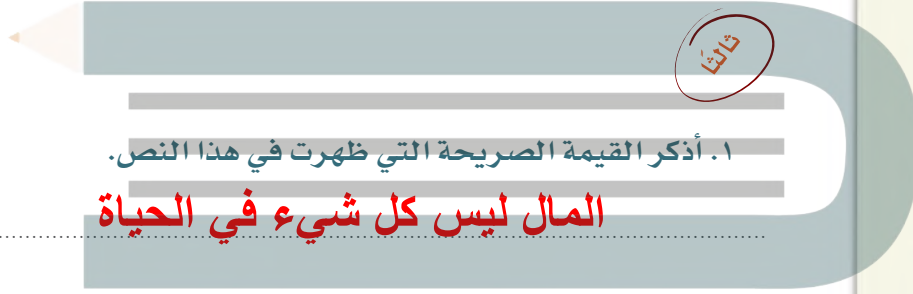 ثالثًا
١. أذكر القيمة الصريحة التي ظهرت في هذا النص.
المال ليس كل شيء في الحياة